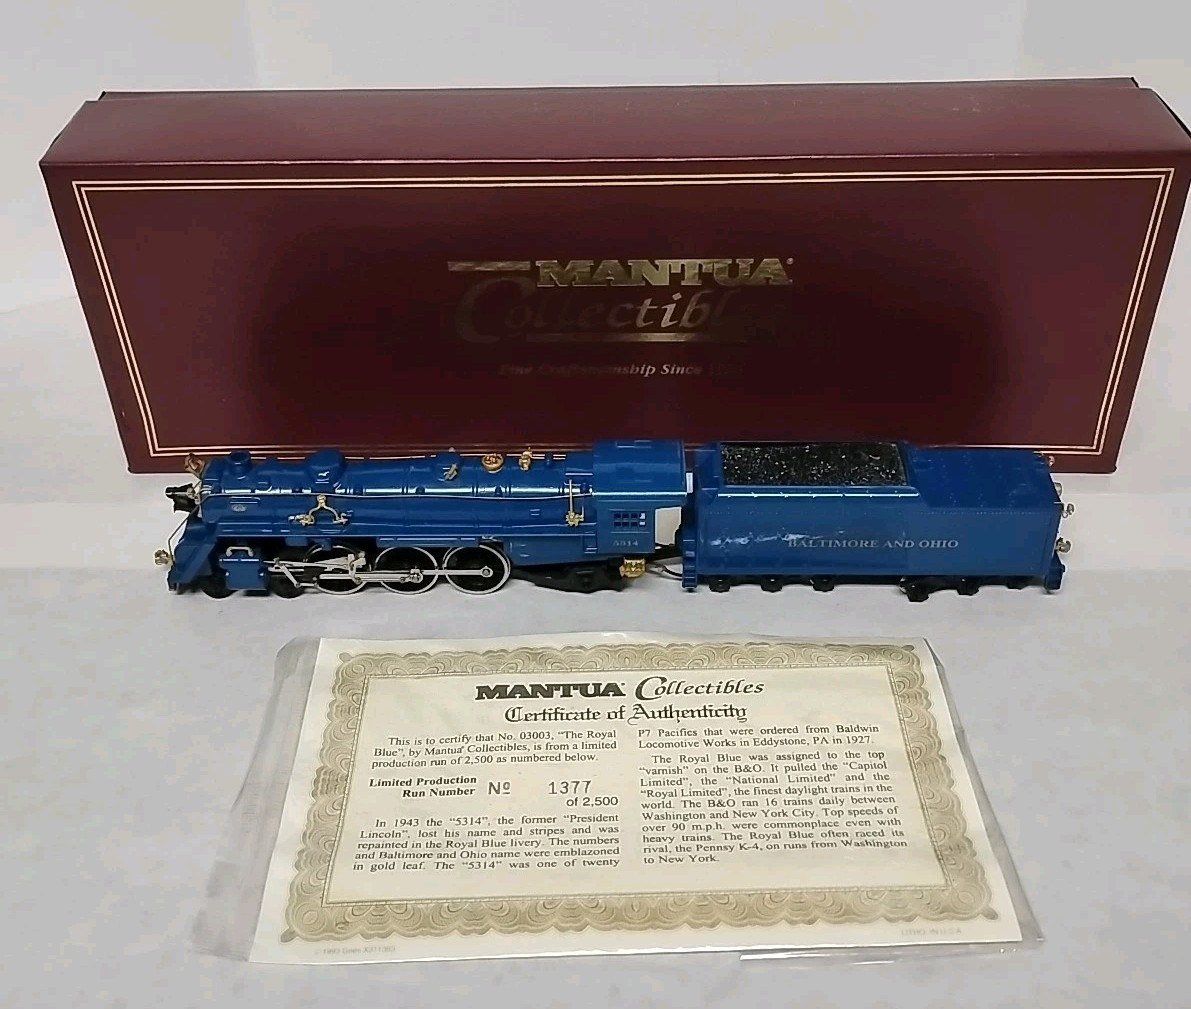 MANTUA
Collectibles
Fine Craftsmanship Since
5314
BALTIMORE AND OHIO
MANTUA Collectibles
Certificate of Authenticity
This is to certify that No. 03003, "The Royal
Blue", by Mantua Collectibles, is from a limited
production run of 2,500 as numbered below.
Limited Production
Run Number Nº 1377
of 2,500
In 1943 the "5314", the former "President
Lincoln", lost his name and stripes and was
repainted in the Royal Blue livery. The numbers
and Baltimore and Ohio name were emblazoned
in gold leaf. The "5314" was one of twenty
P7 Pacifics that were ordered from Baldwin
Locomotive Works in Eddystone, PA in 1927.
The Royal Blue was assigned to the top
"varnish" on the B&O. It pulled the "Capitol
Limited", the "National Limited" and the
"Royal Limited", the finest daylight trains in the
world. The B&O ran 16 trains daily between
Washington and New York City. Top speeds of
over 90 m.p.h. were commonplace even with
heavy trains. The Royal Blue often raced its
rival, the Pennsy K-4, on runs from Washington
to New York.
LITHO. IN U.S.A.